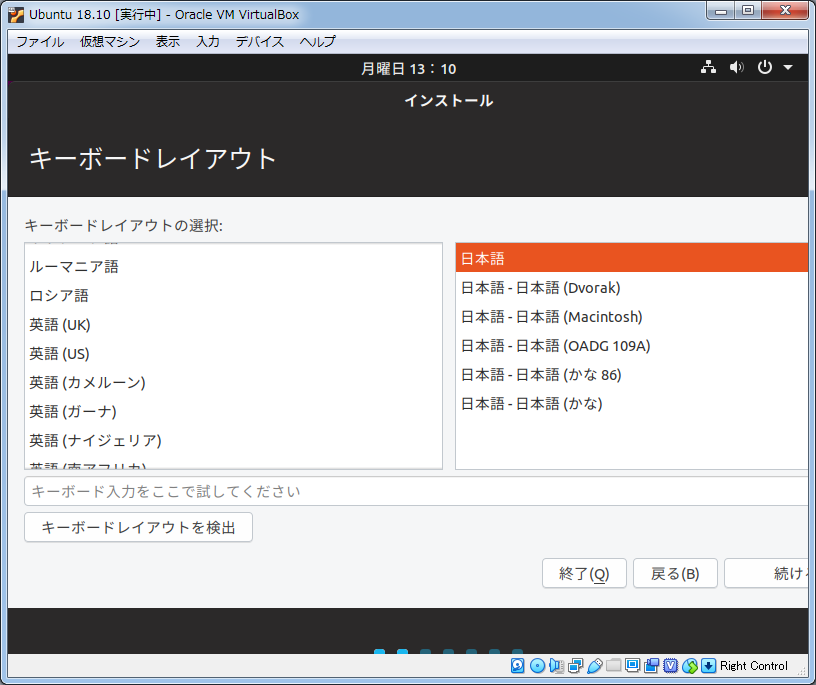 Ubuntu 18.10 [実行中] - Oracle VM VirtualBox
ファイル 仮想マシン 表示 入力 デバイス ヘルプ
月曜日 13：10
インストール
キーボードレイアウト
キーボードレイアウトの選択:
ルーマニア語
ロシア語
英語 (UK)
英語 (US)
英語 (カメルーン)
英語 (ガーナ)
英語 (ナイジェリア)
英語 (南アフリカ)
日本語
日本語 - 日本語 (Dvorak)
日本語 - 日本語 (Macintosh)
日本語 - 日本語 (OADG 109A)
日本語 - 日本語 (かな 86)
日本語 - 日本語 (かな)
キーボード入力をここで試してください
キーボードレイアウトを検出
終了(Q) 戻る(B) 続け
Right Control